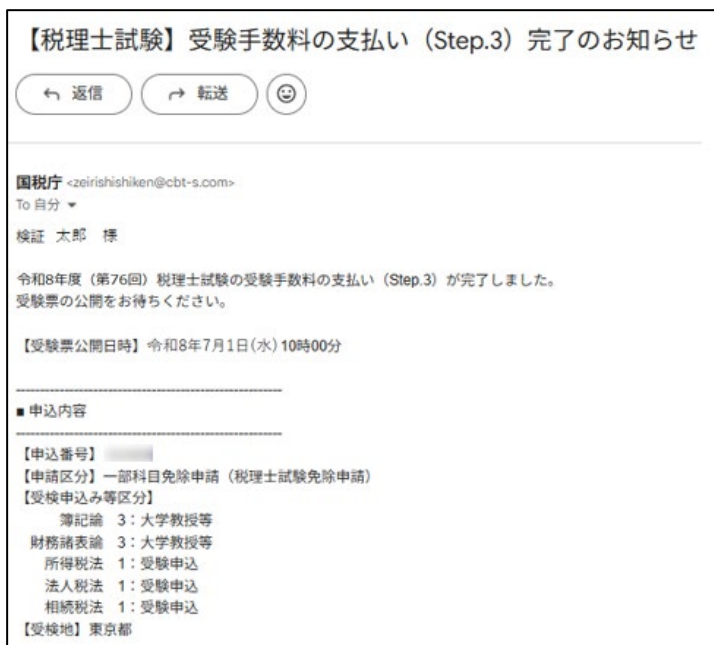 【税理士試験】受験手数料の支払い（Step.3）完了のお知らせ
返信 転送
国税庁 <zeirishishiken@cbt-s.com>
To 自分
検証 太郎 様
令和8年度（第76回）税理士試験の受験手数料の支払い（Step.3）が完了しました。
受験票の公開をお待ちください。
【受験票公開日時】令和8年7月1日(水) 10時00分
--------------------------------------------------------
■ 申込内容
--------------------------------------------------------
【申込番号】
【申請区分】一部科目免除申請（税理士試験免除申請）
【受検申込み等区分】
簿記論 3：大学教授等
財務諸表論 3：大学教授等
所得税法 1：受験申込
法人税法 1：受験申込
相続税法 1：受験申込
【受検地】東京都